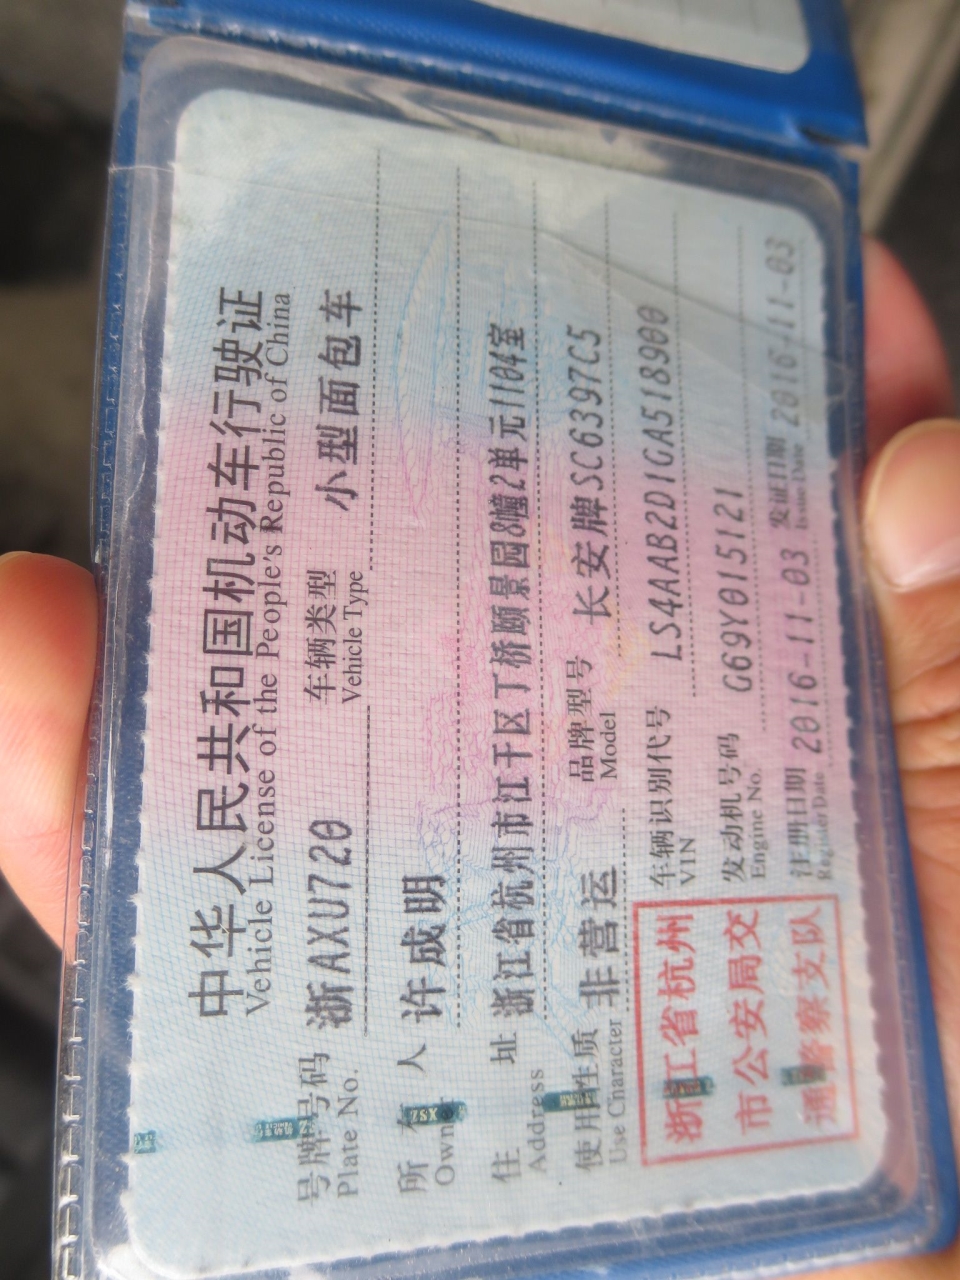 中华人民共和国机动车行驶证
Vehicle License of the People's Republic of China
号牌号码 浙AXU720 车辆类型 小型面包车
Plate No. Vehicle Type
所有人 许成明
Owner
住址 浙江省杭州市江干区丁桥颐景园8幢2单元1104室
Address
使用性质 非营运 品牌型号 长安牌SC6397C5
Use Character Model
浙江省杭州
市公安局交
通警察支队
车辆识别代号 LS4AAB2D1GA518900
VIN
发动机号码 G69Y015121
Engine No.
注册日期 2016-11-03 发证日期 2016-11-03
Register Date Issue Date